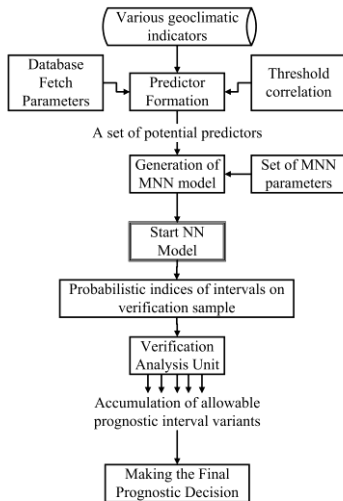 Various geoclimatic
indicators
Database
Fetch
Parameters
Predictor
Formation
Threshold
correlation
A set of potential predictors
Generation of
MNN model
Set of MNN
parameters
Start NN
Model
Probabilistic indices of intervals on
verification sample
Verification
Analysis Unit
Accumulation of allowable
prognostic interval variants
Making the Final
Prognostic Decision